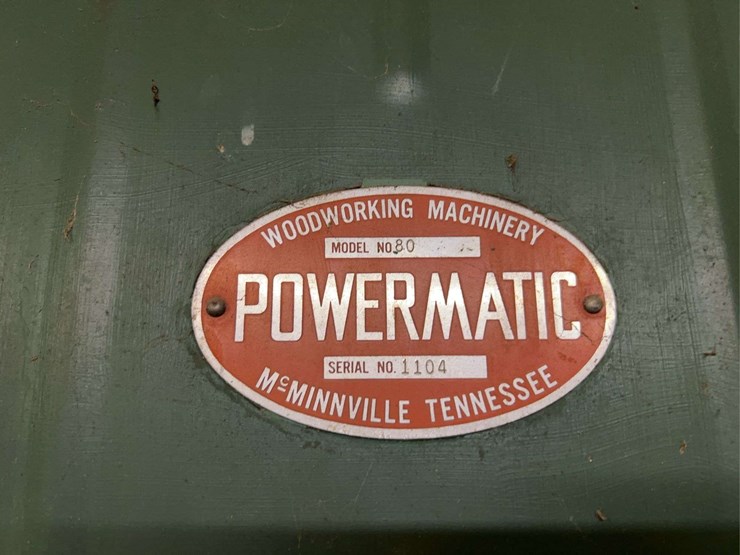 WOODWORKING MACHINERY
MODEL NO. 80
POWERMATIC
SERIAL NO. 1104
McMINNVILLE TENNESSEE